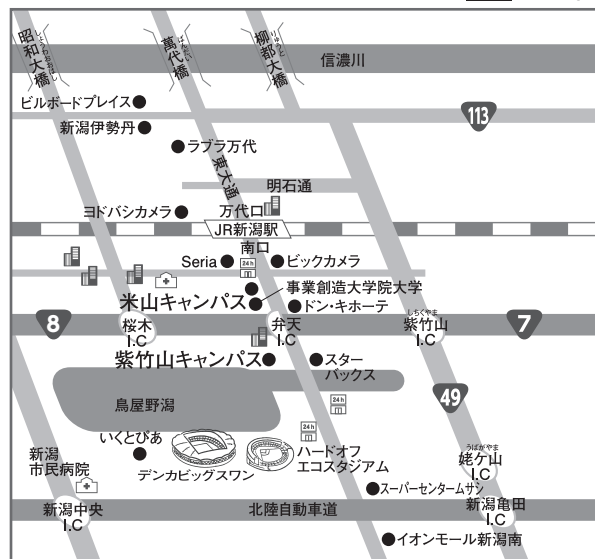 昭和大橋
しょうわおおはし
萬代橋
ばんだい
柳都大橋
りゅうと
信濃川
ビルボードプレイス
113
新潟伊勢丹
ラブラ万代
東大通
明石通
ヨドバシカメラ
万代口
JR新潟駅
南口
Seria
24h
ビックカメラ
事業創造大学院大学
米山キャンパス
ドン・キホーテ
8
桜木
I.C
弁天
I.C
しちくやま
紫竹山
I.C
7
紫竹山キャンパス
スター
バックス
鳥屋野潟
49
24h
いくとぴあ
24h
ハードオフ
エコスタジアム
デンカビッグスワン
新潟
市民病院
うばがやま
姥ケ山
I.C
スーパーセンタームサシ
新潟中央
I.C
北陸自動車道
新潟亀田
I.C
イオンモール新潟南